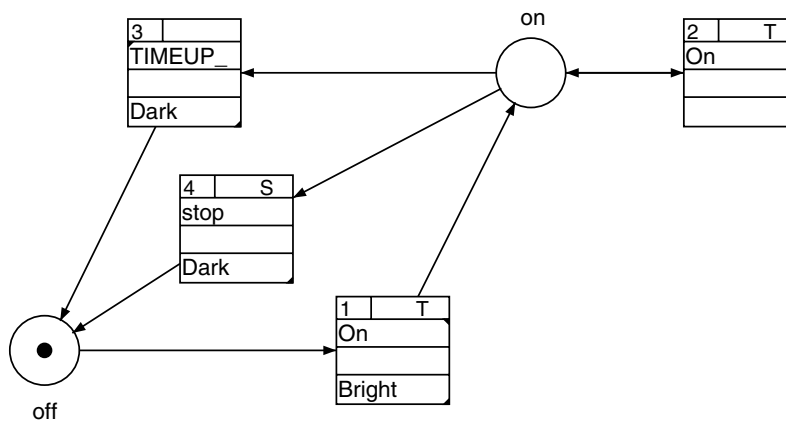 on
3
TIMEUP_
Dark
2 T
On
4 S
stop
Dark
1 T
On
Bright
off